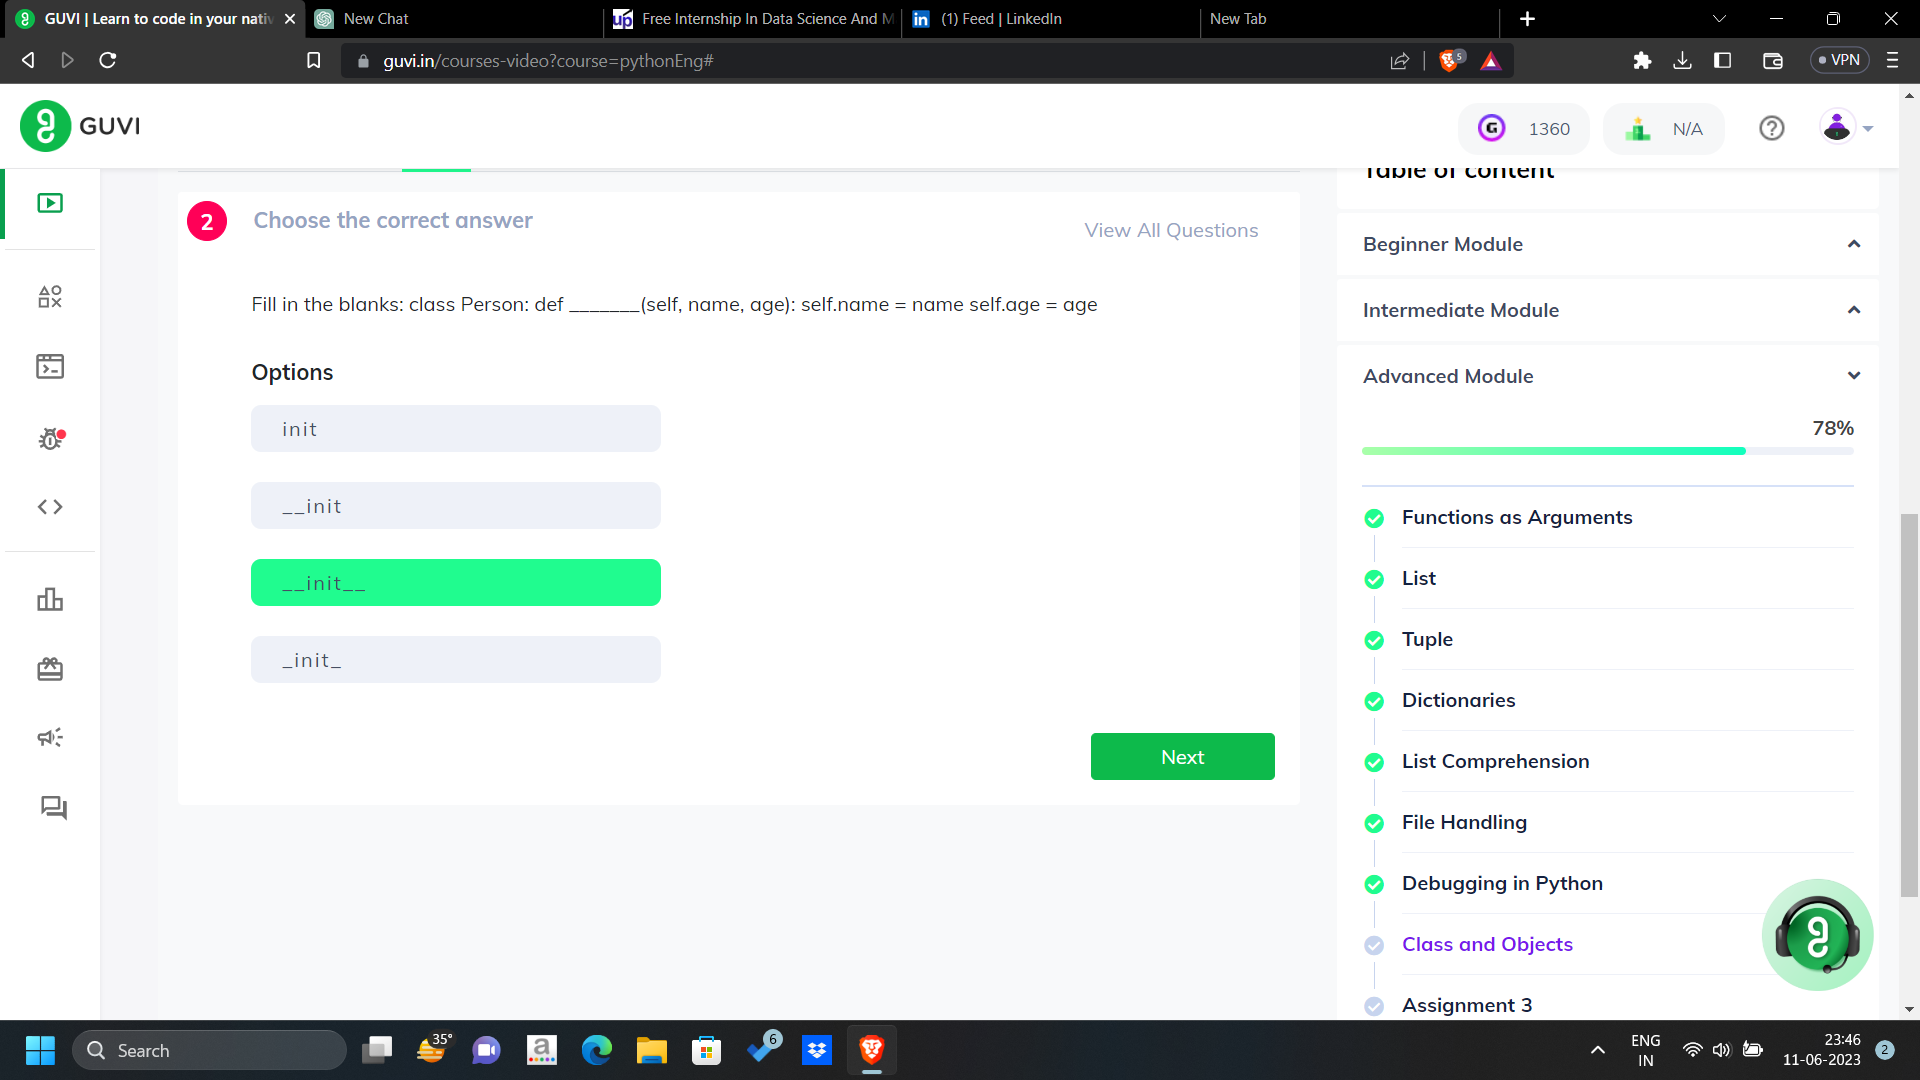 GUVI | Learn to code in your nativ
New Chat
up Free Internship In Data Science And M
in (1) Feed | LinkedIn
New Tab
guvi.in/courses-video?course=pythonEng#
5
VPN
GUVI
G 1360
N/A
Table of content
2 Choose the correct answer
View All Questions
Fill in the blanks: class Person: def _______(self, name, age): self.name = name self.age = age
Options
init
__init
__init__
_init_
Next
Beginner Module
Intermediate Module
Advanced Module
78%
Functions as Arguments
List
Tuple
Dictionaries
List Comprehension
File Handling
Debugging in Python
Class and Objects
Assignment 3
Search
35°
a
6
ENG
IN
23:46
11-06-2023
2